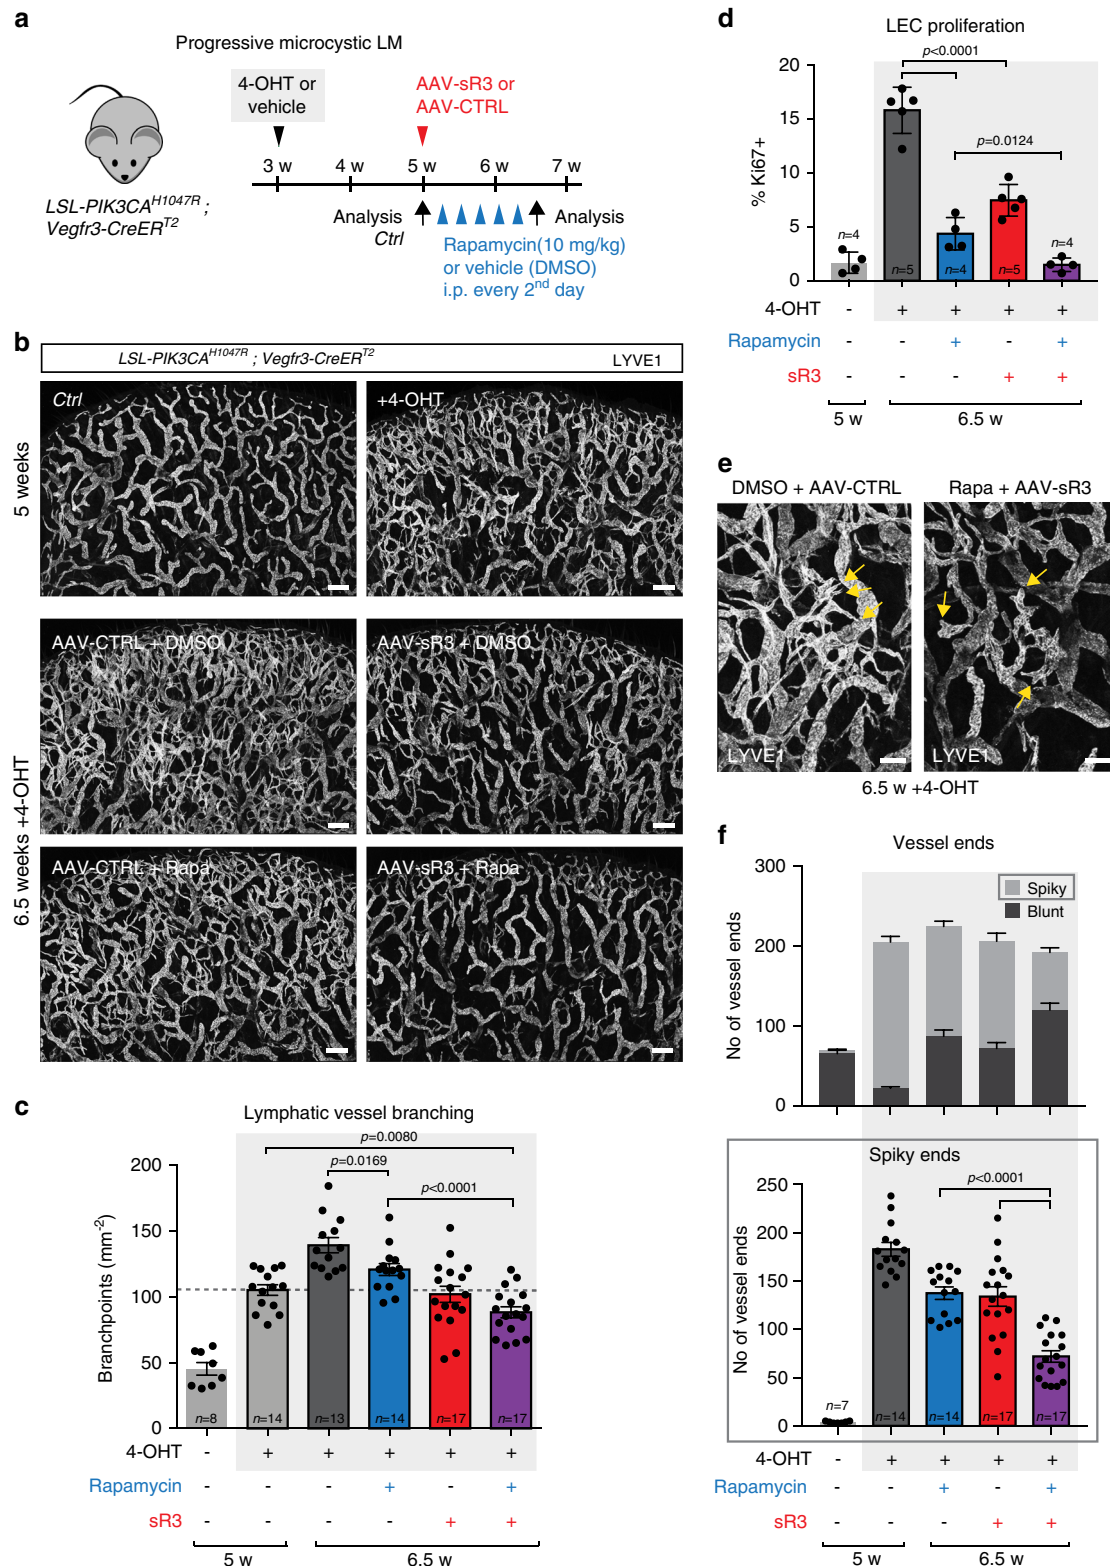 a
Progressive microcystic LM
4-OHT or
vehicle
AAV-sR3 or
AAV-CTRL
3 w 4 w 5 w 6 w 7 w
LSL-PIK3CA^H1047R ;
Vegfr3-CreER^T2
Analysis
Ctrl
Analysis
Rapamycin(10 mg/kg)
or vehicle (DMSO)
i.p. every 2nd day
b
LSL-PIK3CA^H1047R ; Vegfr3-CreER^T2 LYVE1
5 weeks
Ctrl
+4-OHT
6.5 weeks +4-OHT
AAV-CTRL + DMSO
AAV-sR3 + DMSO
AAV-CTRL + Rapa
AAV-sR3 + Rapa
c
Lymphatic vessel branching
p=0.0080
p=0.0169
p<0.0001
Branchpoints (mm^-2)
200
150
100
50
0
n=8 n=14 n=13 n=14 n=17 n=17
4-OHT - + + + + +
Rapamycin - - - + - +
sR3 - - - - + +
5 w 6.5 w
d
LEC proliferation
p<0.0001
p=0.0124
% Ki67+
20
15
10
5
0
n=4 n=5 n=4 n=5 n=4
4-OHT - + + + +
Rapamycin - - + - +
sR3 - - - + +
5 w 6.5 w
e
DMSO + AAV-CTRL Rapa + AAV-sR3
LYVE1 LYVE1
6.5 w +4-OHT
f
Vessel ends
Spiky
Blunt
No of vessel ends
300
200
100
0
Spiky ends
p<0.0001
No of vessel ends
250
200
150
100
50
0
n=7 n=14 n=14 n=17 n=17
4-OHT - + + + +
Rapamycin - - + - +
sR3 - - - + +
5 w 6.5 w